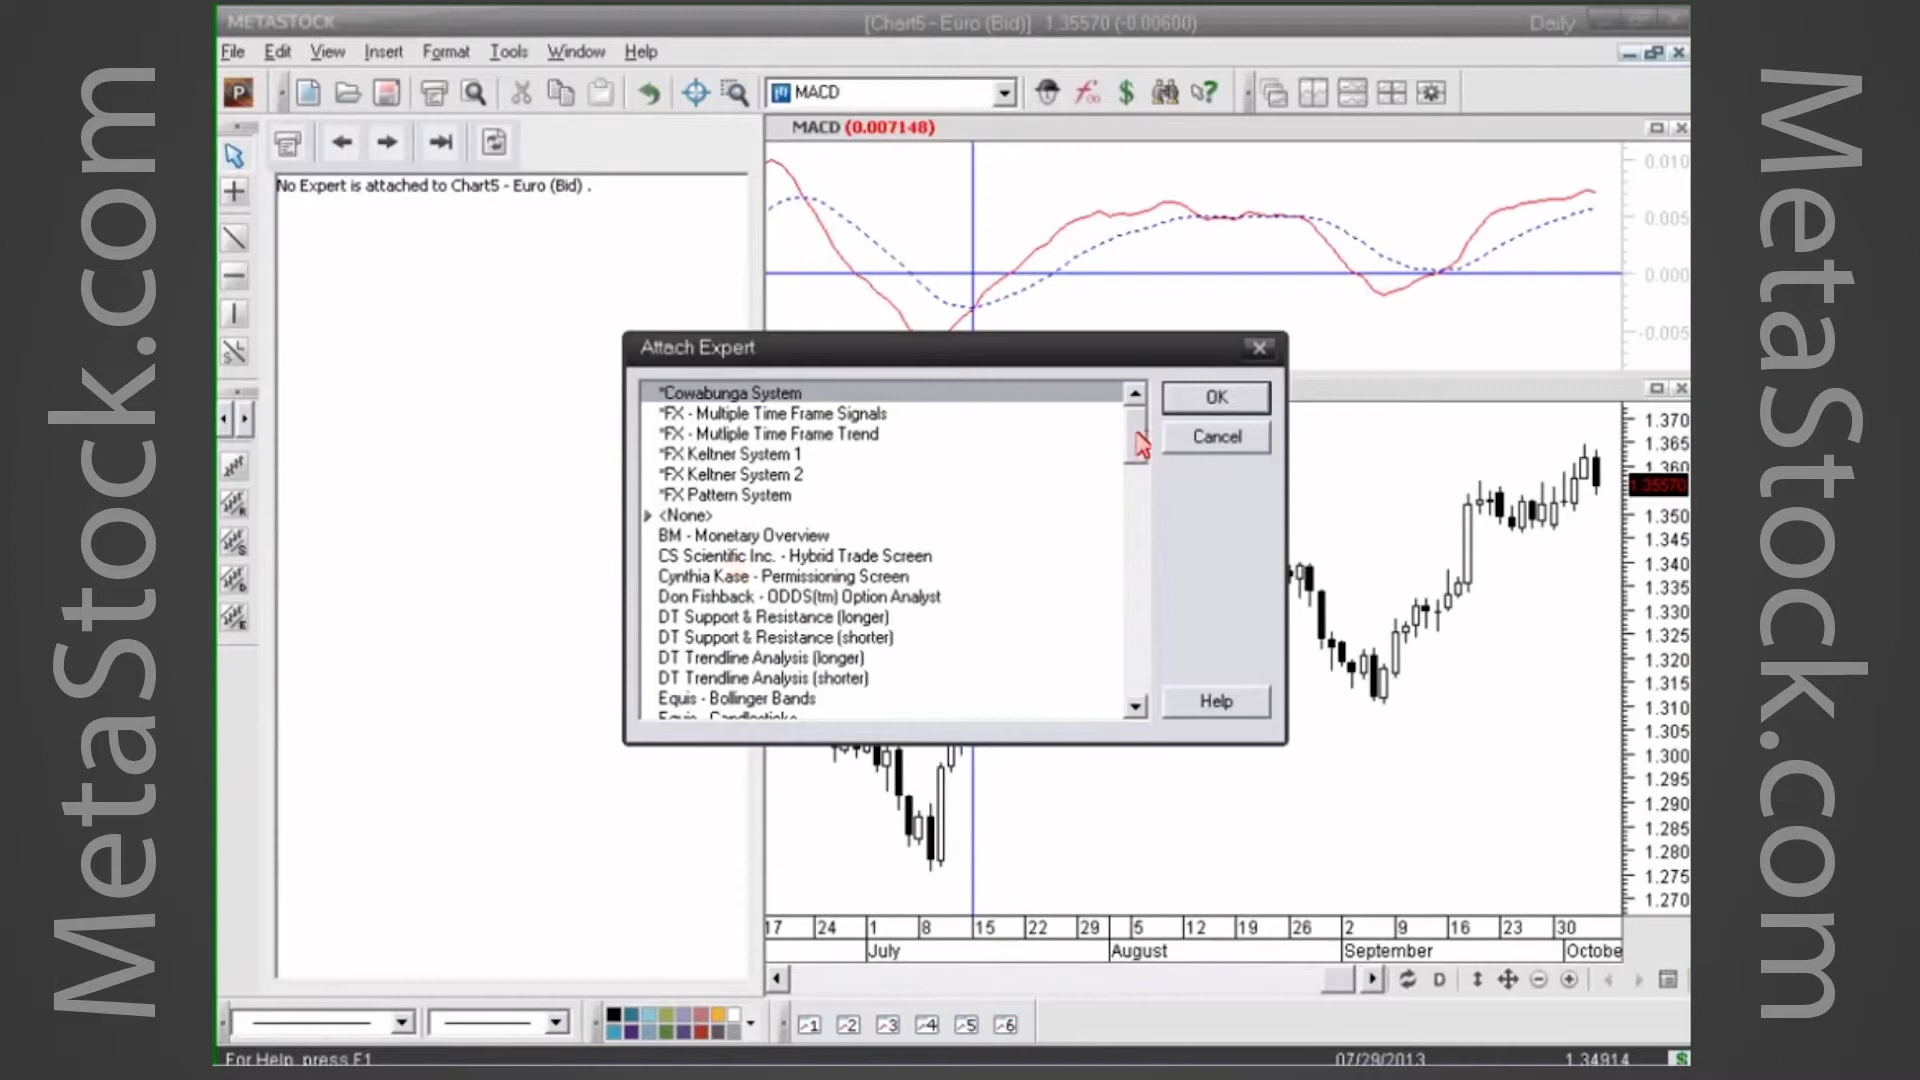 MetaStock.com
METASTOCK
[Chart5 - Euro (Bid)] 1.35570 (-0.00600)
Daily
File Edit View Insert Format Tools Window Help
MACD
No Expert is attached to Chart5 - Euro (Bid) .
MACD (0.007148)
0.010
0.005
0.000
-0.005
Attach Expert
*Cowabunga System
*FX - Multiple Time Frame Signals
*FX - Mutliple Time Frame Trend
*FX Keltner System 1
*FX Keltner System 2
*FX Pattern System
<None>
BM - Monetary Overview
CS Scientific Inc. - Hybrid Trade Screen
Cynthia Kase - Permissioning Screen
Don Fishback - ODDS(tm) Option Analyst
DT Support & Resistance (longer)
DT Support & Resistance (shorter)
DT Trendline Analysis (longer)
DT Trendline Analysis (shorter)
Equis - Bollinger Bands
Equis - Candlesticks
OK
Cancel
Help
1.370
1.365
1.360
1.35570
1.350
1.345
1.340
1.335
1.330
1.325
1.320
1.315
1.310
1.305
1.300
1.295
1.290
1.285
1.280
1.275
1.270
17 24 1 8 15 22 29 5 12 19 26 2 9 16 23 30
July August September Octobe
D
1 2 3 4 5 6
For Help, press F1
07/29/2013
1.34914
MetaStock.com